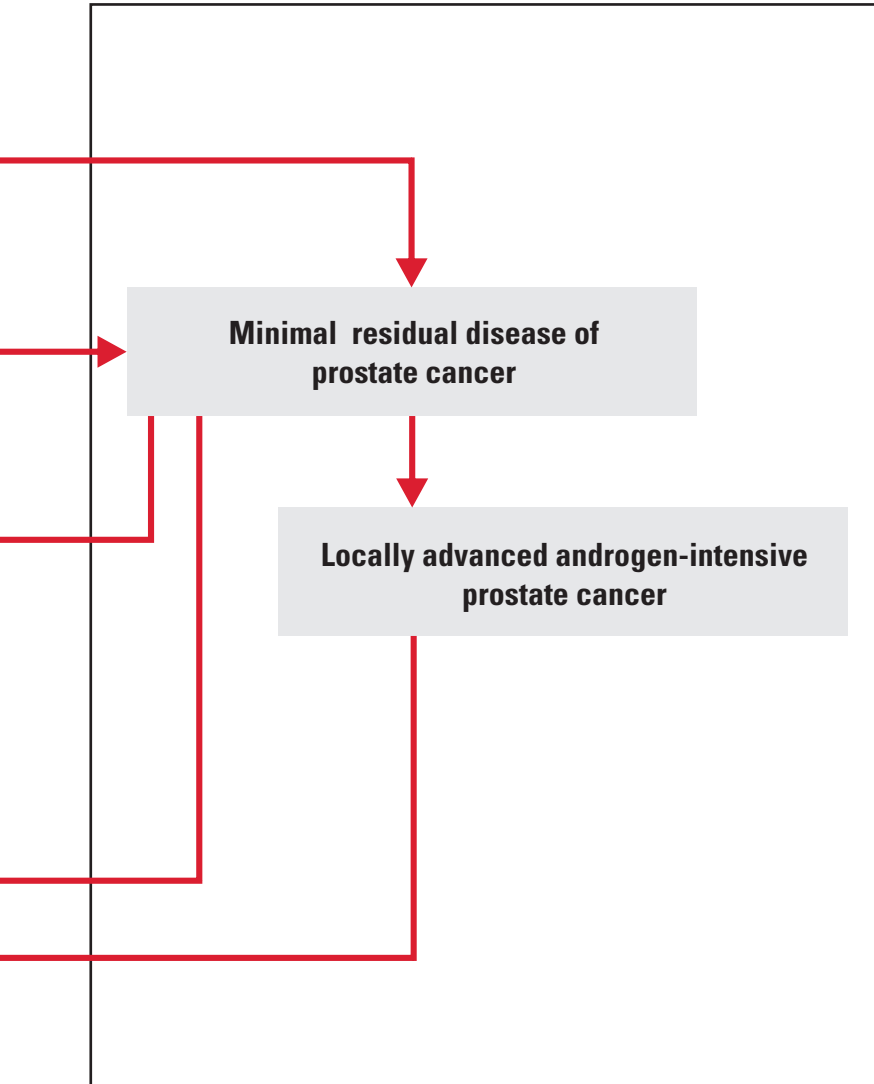 Minimal  residual disease of
prostate cancer
Locally advanced androgen-intensive
prostate cancer